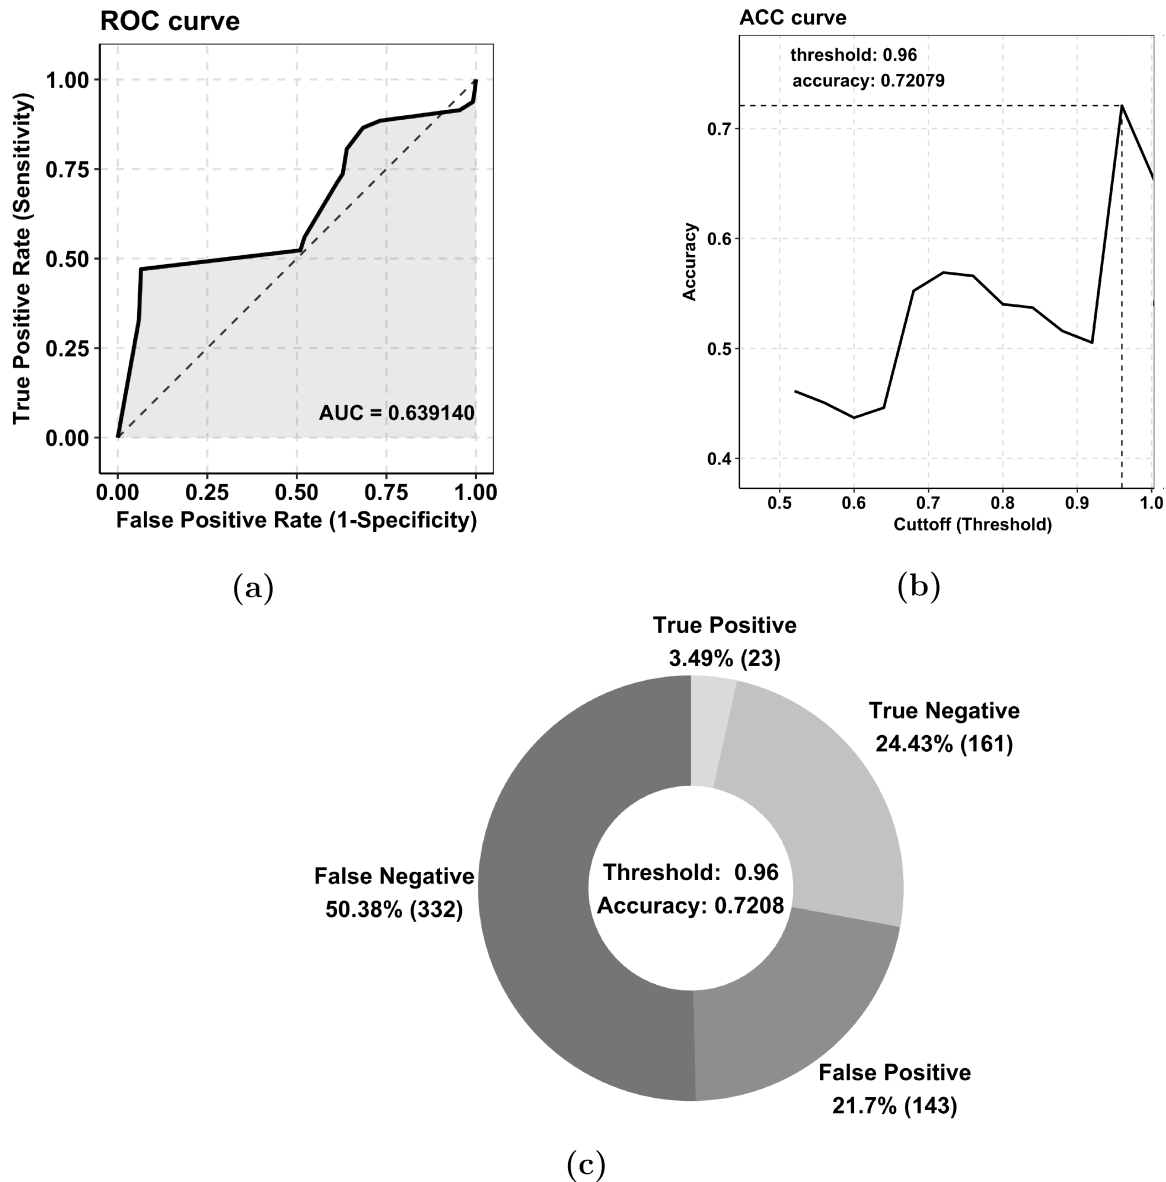 ROC curve
1.00
0.75
0.50
0.25
0.00
True Positive Rate (Sensitivity)
AUC = 0.639140
0.00 0.25 0.50 0.75 1.00
False Positive Rate (1-Specificity)
(a)
ACC curve
threshold: 0.96
accuracy: 0.72079
0.7
0.6
0.5
0.4
Accuracy
0.5 0.6 0.7 0.8 0.9 1.0
Cuttoff (Threshold)
(b)
True Positive
3.49% (23)
True Negative
24.43% (161)
False Negative
50.38% (332)
Threshold: 0.96
Accuracy: 0.7208
False Positive
21.7% (143)
(c)